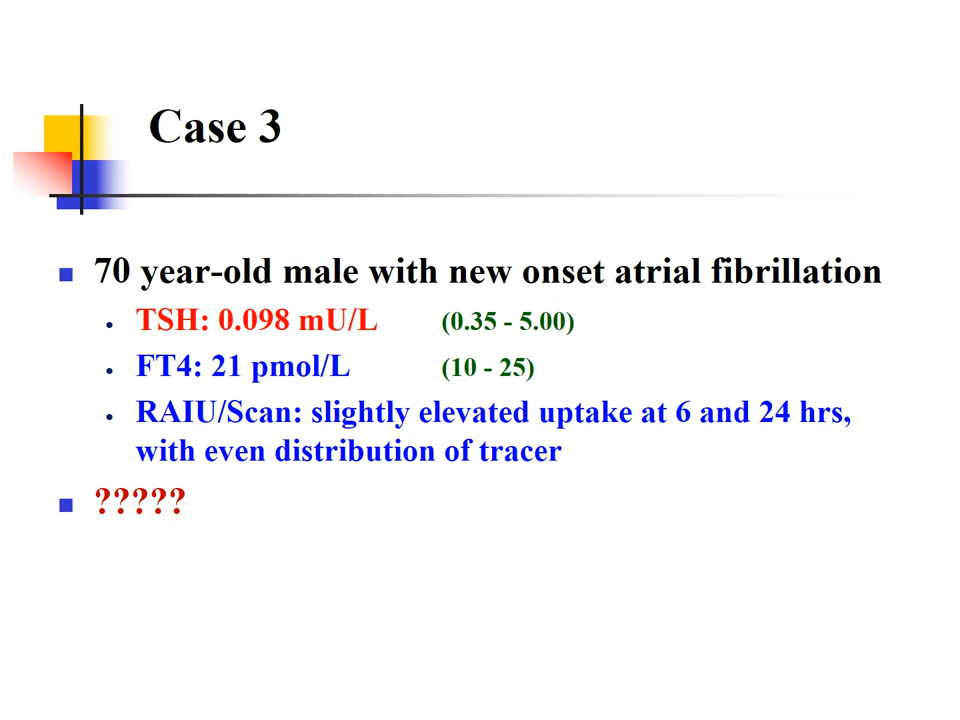 Case 3
70 year-old male with new onset atrial fibrillation
TSH: 0.098 mU/L (0.35 - 5.00)
FT4: 21 pmol/L (10 - 25)
RAIU/Scan: slightly elevated uptake at 6 and 24 hrs,
with even distribution of tracer
?????